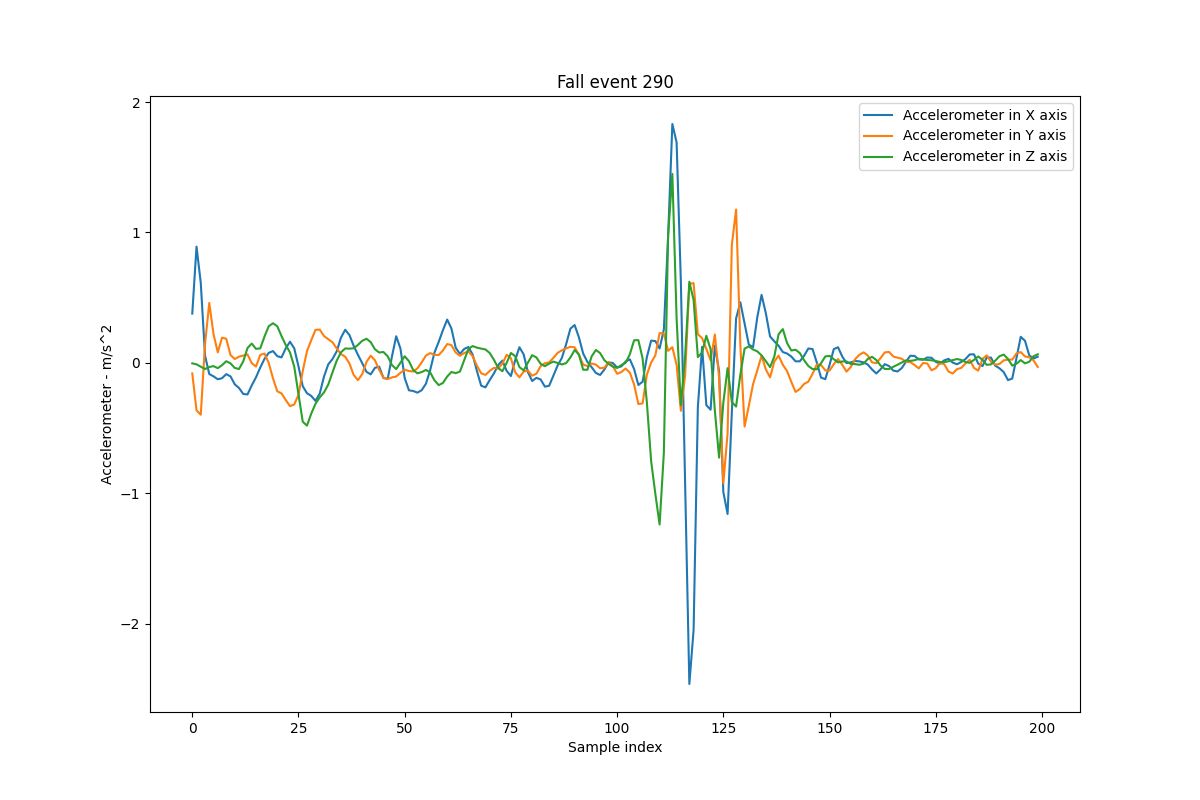 Fall event 290
Accelerometer in X axis
Accelerometer in Y axis
Accelerometer in Z axis
Accelerometer - m/s^2
2
1
0
−1
−2
0 25 50 75 100 125 150 175 200
Sample index